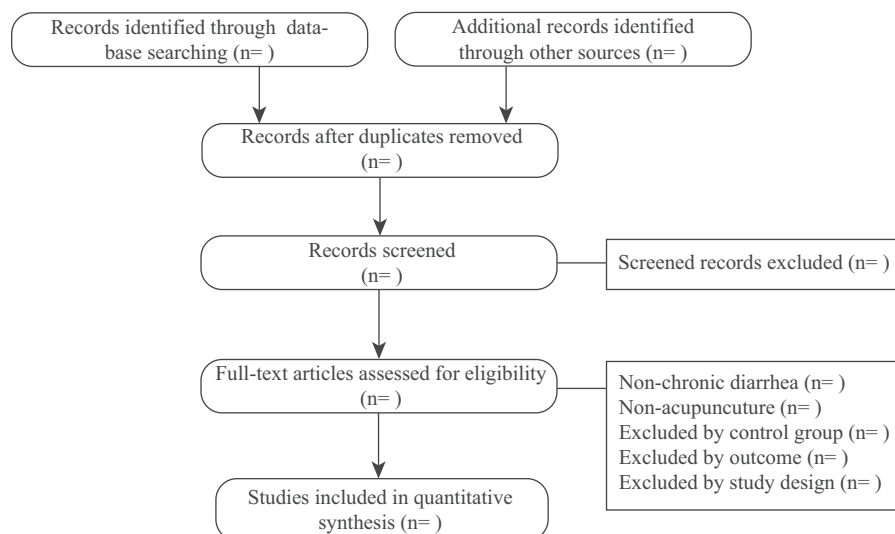 Records identified through data-
base searching (n= )
Additional records identified
through other sources (n= )
Records after duplicates removed
(n= )
Records screened
(n= )
Screened records excluded (n= )
Full-text articles assessed for eligibility
(n= )
Non-chronic diarrhea (n= )
Non-acupuncuture (n= )
Excluded by control group (n= )
Excluded by outcome (n= )
Excluded by study design (n= )
Studies included in quantitative
synthesis (n= )